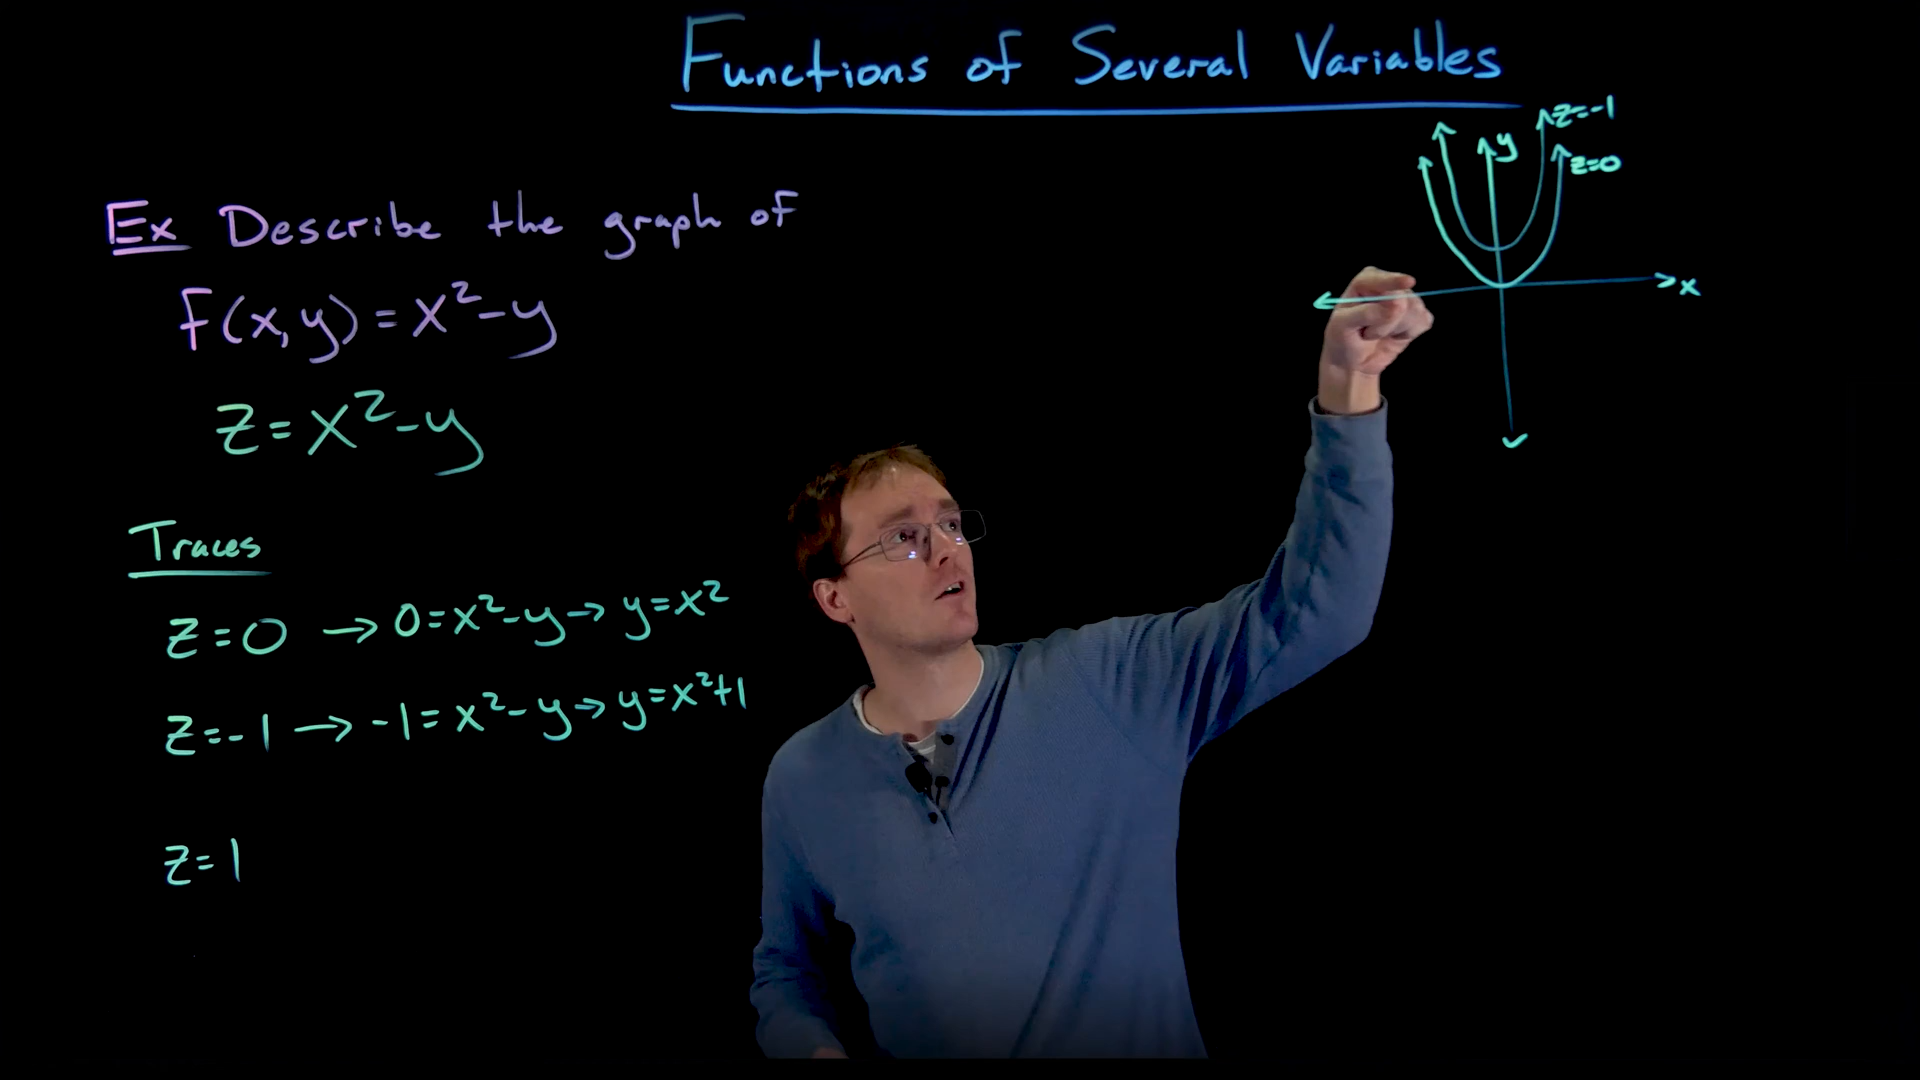 Functions of Several Variables
Ex Describe the graph of
f(x,y)=x²-y
z=x²-y
Traces
z=0 → 0=x²-y→ y=x²
z=-1 → -1=x²-y→ y=x²+1
z=1
z=-1
y
z=0
x